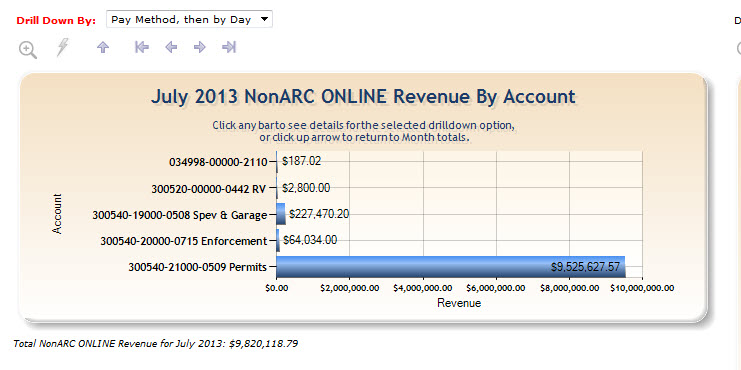 Drill Down By: Pay Method, then by Day
July 2013 NonARC ONLINE Revenue By Account
Click any bar to see details for the selected drilldown option,
or click up arrow to return to Month totals.
Account
034998-00000-2110 $187.02
300520-00000-0442 RV $2,800.00
300540-19000-0508 Spev & Garage $227,470.20
300540-20000-0715 Enforcement $64,034.00
300540-21000-0509 Permits $9,525,627.57
$0.00 $2,000,000.00 $4,000,000.00 $6,000,000.00 $8,000,000.00 $10,000,000.00
Revenue
Total NonARC ONLINE Revenue for July 2013: $9,820,118.79
D